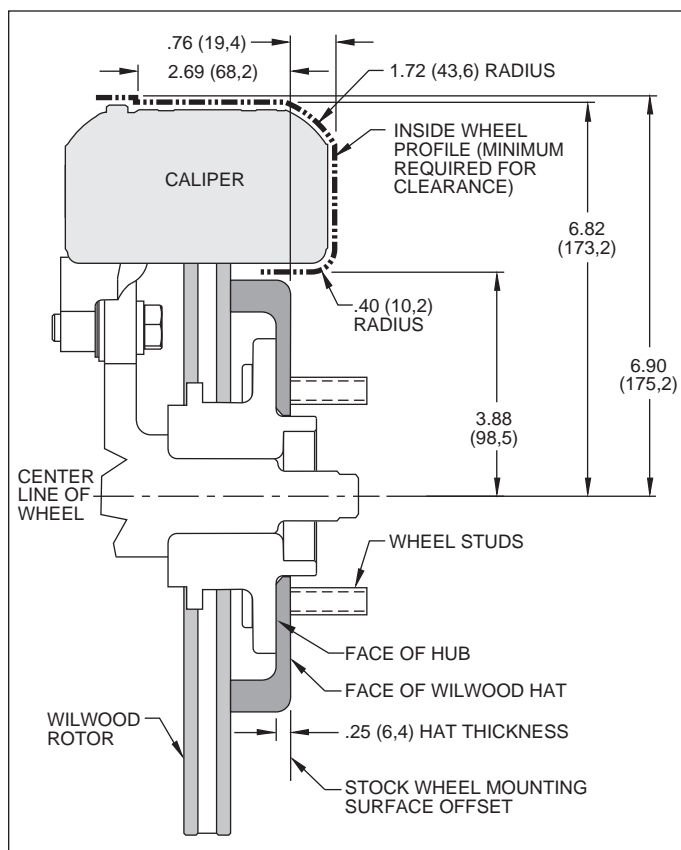 .76 (19,4)
2.69 (68,2)
1.72 (43,6) RADIUS
INSIDE WHEEL
PROFILE (MINIMUM
REQUIRED FOR
CLEARANCE)
CALIPER
6.82
(173,2)
.40 (10,2)
RADIUS
6.90
(175,2)
3.88
(98,5)
CENTER
LINE OF
WHEEL
WHEEL STUDS
FACE OF HUB
FACE OF WILWOOD HAT
WILWOOD
ROTOR
.25 (6,4) HAT THICKNESS
STOCK WHEEL MOUNTING
SURFACE OFFSET